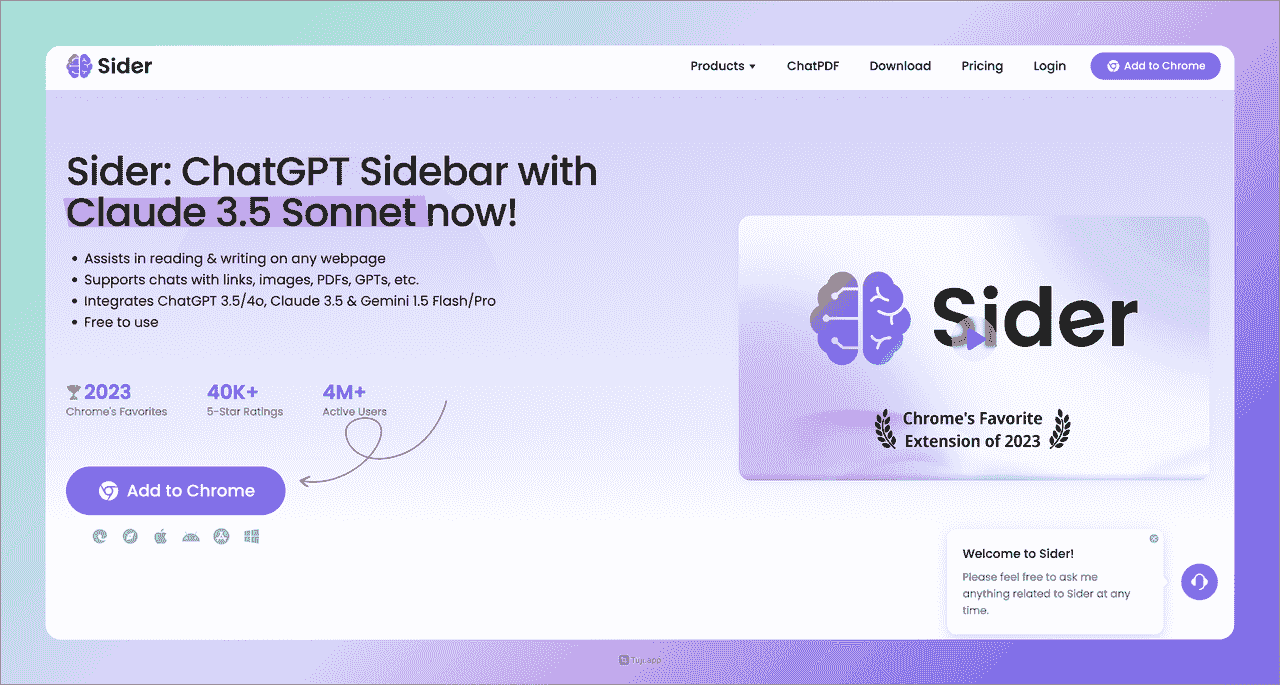 Sider
Products
ChatPDF
Download
Pricing
Login
Add to Chrome
Sider: ChatGPT Sidebar with
Claude 3.5 Sonnet now!
Assists in reading & writing on any webpage
Supports chats with links, images, PDFs, GPTs, etc.
Integrates ChatGPT 3.5/4o, Claude 3.5 & Gemini 1.5 Flash/Pro
Free to use
2023
Chrome's Favorites
40K+
5-Star Ratings
4M+
Active Users
Add to Chrome
Sider
Chrome's Favorite
Extension of 2023
Welcome to Sider!
Please feel free to ask me
anything related to Sider at any
time.
Tuji.app